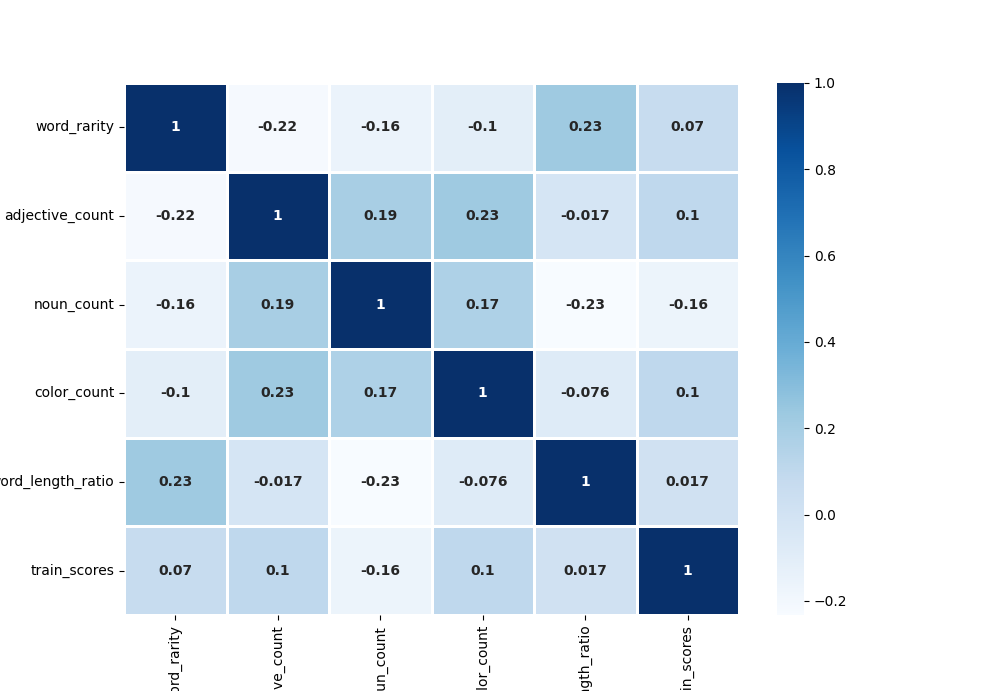 word_rarity 1 -0.22 -0.16 -0.1 0.23 0.07
adjective_count -0.22 1 0.19 0.23 -0.017 0.1
noun_count -0.16 0.19 1 0.17 -0.23 -0.16
color_count -0.1 0.23 0.17 1 -0.076 0.1
ord_length_ratio 0.23 -0.017 -0.23 -0.076 1 0.017
train_scores 0.07 0.1 -0.16 0.1 0.017 1
ord_rarity
ve_count
un_count
lor_count
ngth_ratio
in_scores
1.0
0.8
0.6
0.4
0.2
0.0
−0.2